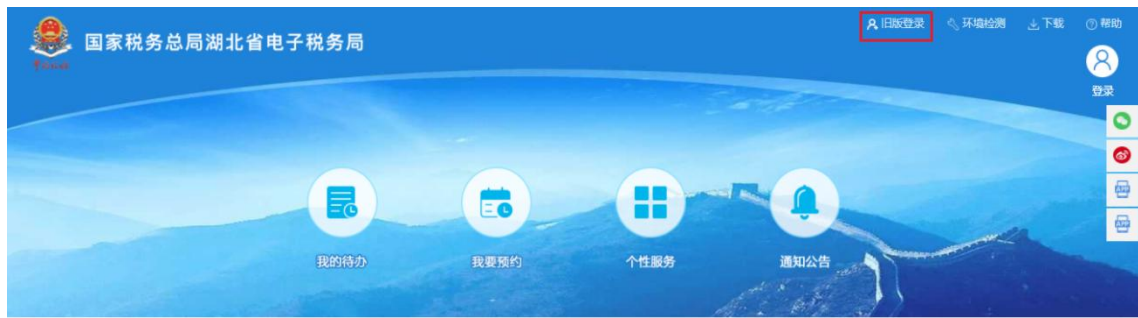 旧版登录 环境检测 下载 帮助
国家税务总局湖北省电子税务局
登录
我的待办 我要预约 个性服务 通知公告